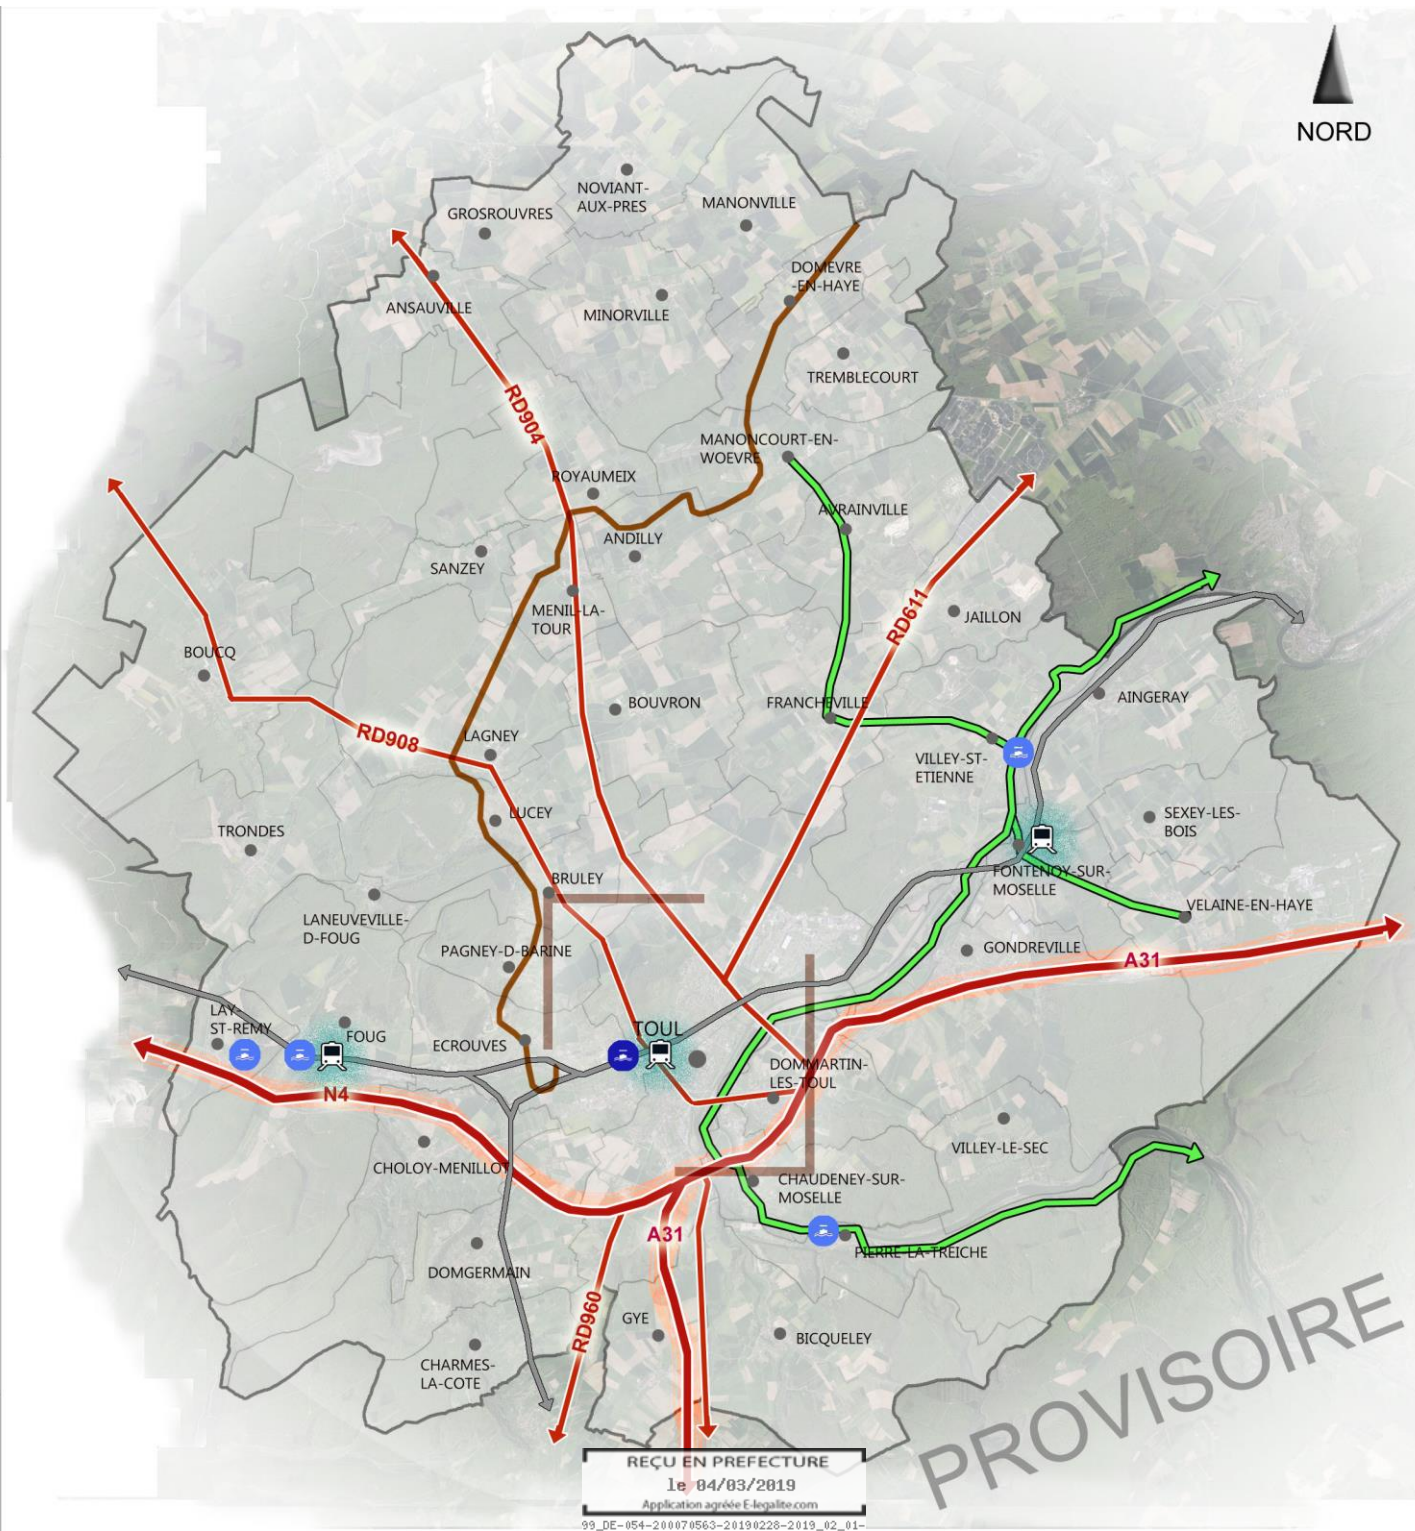 NORD
NOVIANT-
AUX-PRES
MANONVILLE
GROSROUVRES
DOMEVRE
-EN-HAYE
ANSAUVILLE
MINORVILLE
TREMBLECOURT
RD904
MANONCOURT-EN-
WOEVRE
ROYAUMEIX
AVRAINVILLE
ANDILLY
SANZEY
MENIL-LA-
TOUR
RD611
JAILLON
BOUCQ
AINGERAY
BOUVRON
FRANCHEVILLE
RD908
LAGNEY
VILLEY-ST-
ETIENNE
LUCEY
SEXEY-LES-
BOIS
TRONDES
BRULEY
FONTENOY-SUR-
MOSELLE
VELAINE-EN-HAYE
LANEUVEVILLE-
D-FOUG
PAGNEY-D-BARINE
GONDREVILLE
A31
LAY-
ST-REMY
FOUG
ECROUVES
TOUL
DOMMARTIN-
LES-TOUL
N4
CHOLOY-MENILLOT
VILLEY-LE-SEC
CHAUDENEY-SUR-
MOSELLE
A31
PIERRE-LA-TREICHE
DOMGERMAIN
RD960
GYE
BICQUELEY
CHARMES-
LA-COTE
PROVISOIRE
REÇU EN PREFECTURE
le 04/03/2019
Application agréée E-legalite.com
99_DE-054-200070563-20190228-2019_02_01-